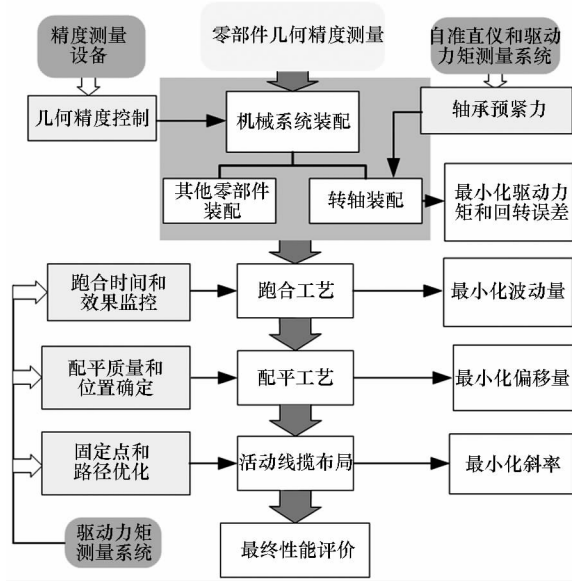 精度测量
设备
零部件几何精度测量
自准直仪和驱动
力矩测量系统
几何精度控制
机械系统装配
轴承预紧力
其他零部件
装配
转轴装配
最小化驱动力
矩和回转误差
跑合时间和
效果监控
跑合工艺
最小化波动量
配平质量和
位置确定
配平工艺
最小化偏移量
固定点和
路径优化
活动线揽布局
最小化斜率
驱动力矩
测量系统
最终性能评价